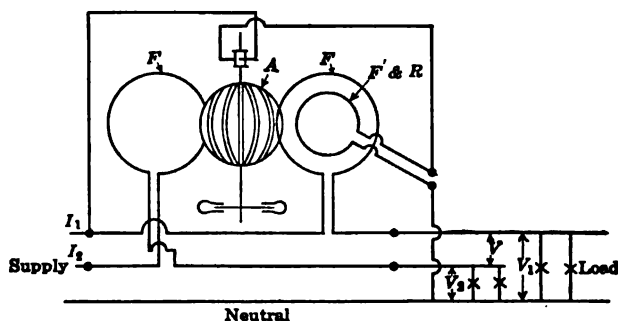 F
A
F
F' & R
I₁
I₂
Supply
V
V₂
V₁
Load
Neutral